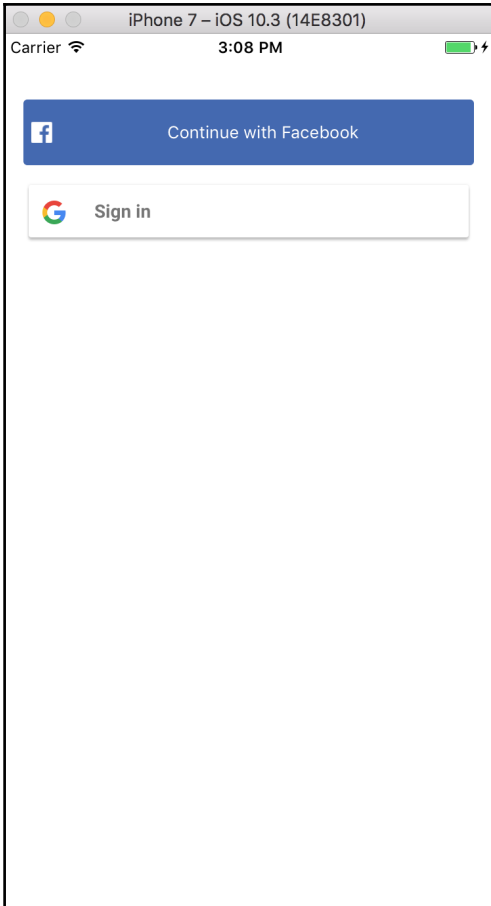 iPhone 7 – iOS 10.3 (14E8301)
Carrier 3:08 PM
Continue with Facebook
Sign in